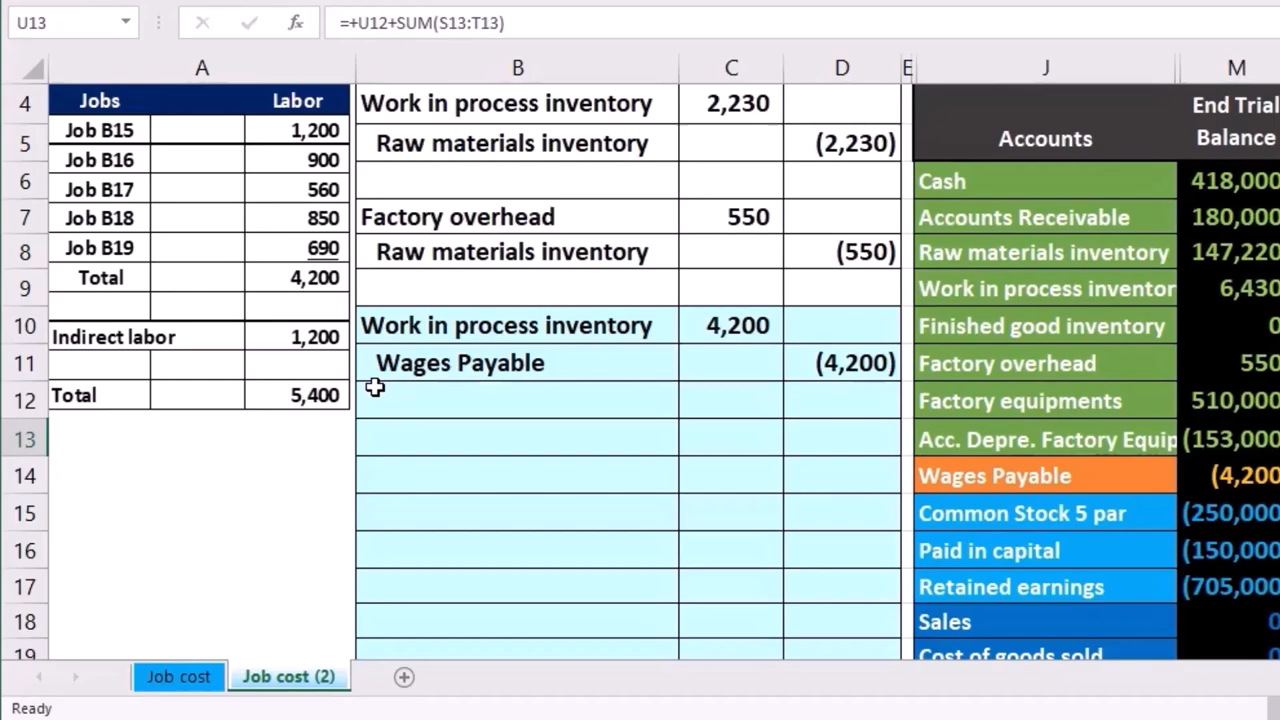 U13 =+U12+SUM(S13:T13)
A B C D E J M
4 Jobs Labor Work in process inventory 2,230 End Trial
5 Job B15 1,200 Raw materials inventory (2,230) Accounts Balance
6 Job B16 900 Cash 418,000
Job B17 560
7 Job B18 850 Factory overhead 550 Accounts Receivable 180,000
8 Job B19 690 Raw materials inventory (550) Raw materials inventory 147,220
9 Total 4,200 Work in process inventor 6,430
10 Indirect labor 1,200 Work in process inventory 4,200 Finished good inventory 0
11 Wages Payable (4,200) Factory overhead 550
12 Total 5,400 Factory equipments 510,000
13 Acc. Depre. Factory Equip (153,000
14 Wages Payable (4,200
15 Common Stock 5 par (250,000
16 Paid in capital (150,000
17 Retained earnings (705,000
18 Sales 0
19 Cost of goods sold 0
Job cost Job cost (2)
Ready